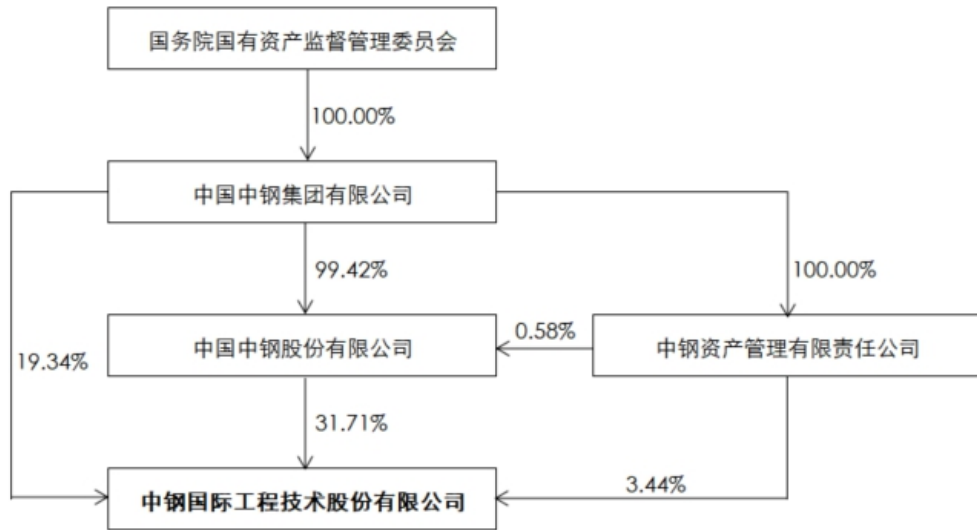 国务院国有资产监督管理委员会
100.00%
中国中钢集团有限公司
99.42%
100.00%
中国中钢股份有限公司
0.58%
中钢资产管理有限责任公司
19.34%
31.71%
3.44%
中钢国际工程技术股份有限公司